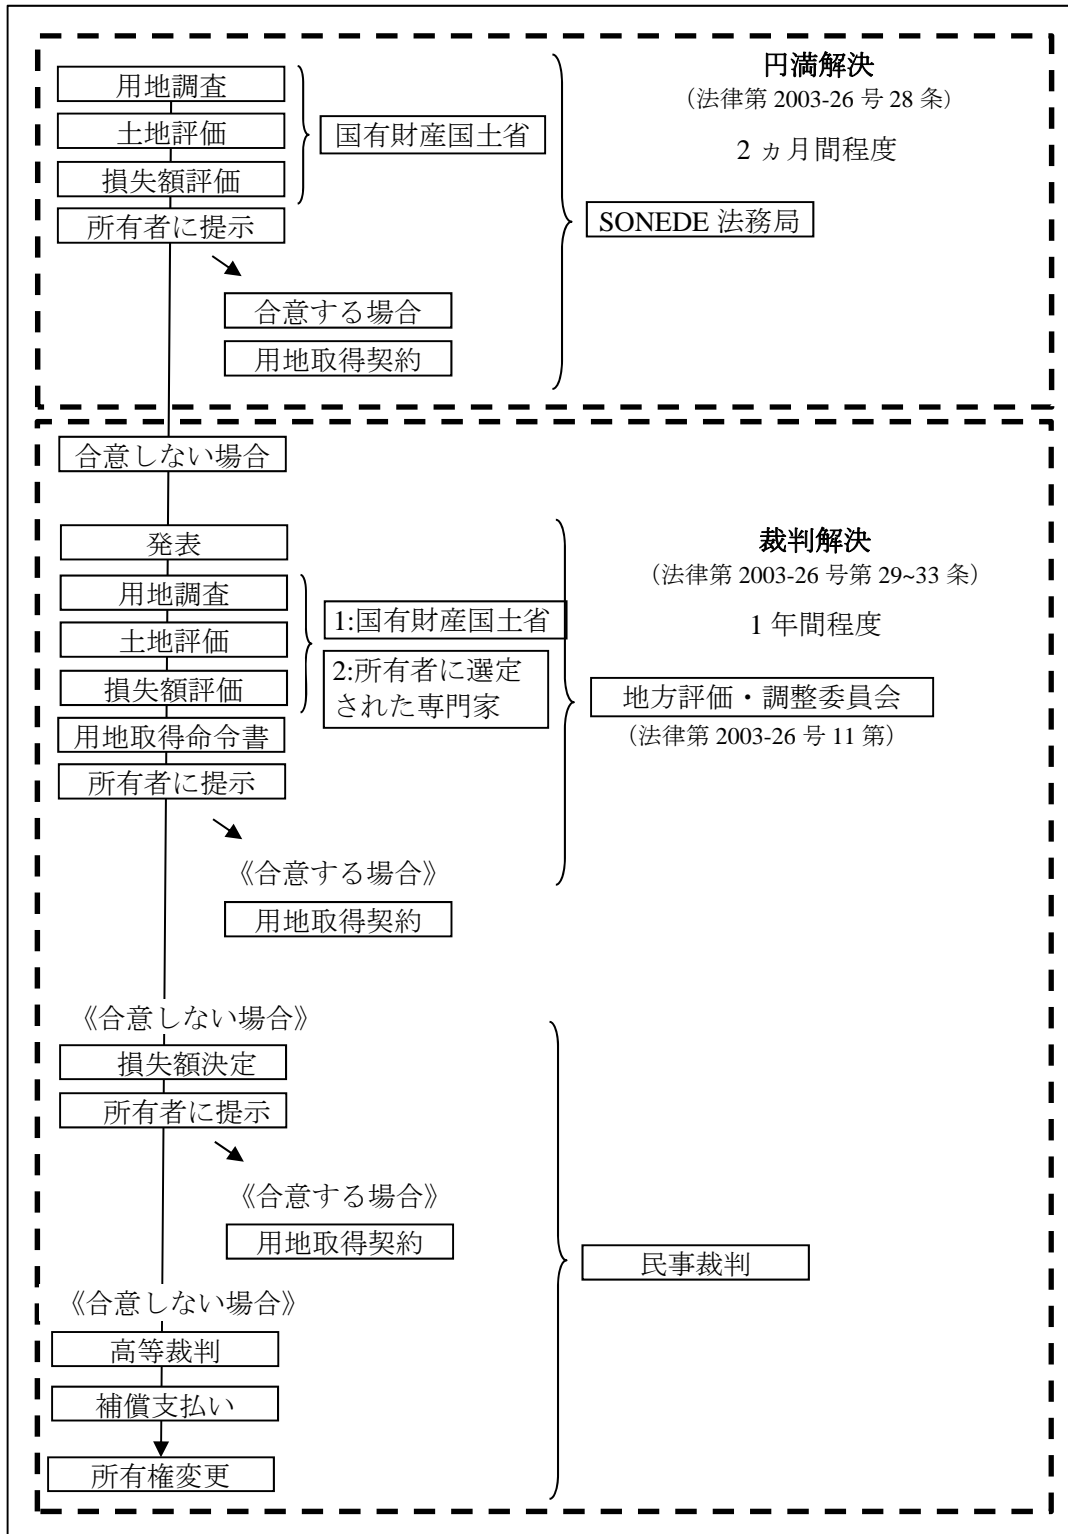 円満解決
（法律第 2003-26 号 28 条）
2 ヵ月間程度
用地調査
土地評価
損失額評価
国有財産国土省
所有者に提示
SONEDE 法務局
合意する場合
用地取得契約
合意しない場合
発表
裁判解決
（法律第 2003-26 号第 29~33 条）
1 年間程度
用地調査
土地評価
損失額評価
1:国有財産国土省
2:所有者に選定
された専門家
地方評価・調整委員会
（法律第 2003-26 号 11 第）
用地取得命令書
所有者に提示
《合意する場合》
用地取得契約
《合意しない場合》
損失額決定
所有者に提示
《合意する場合》
用地取得契約
民事裁判
《合意しない場合》
高等裁判
補償支払い
所有権変更